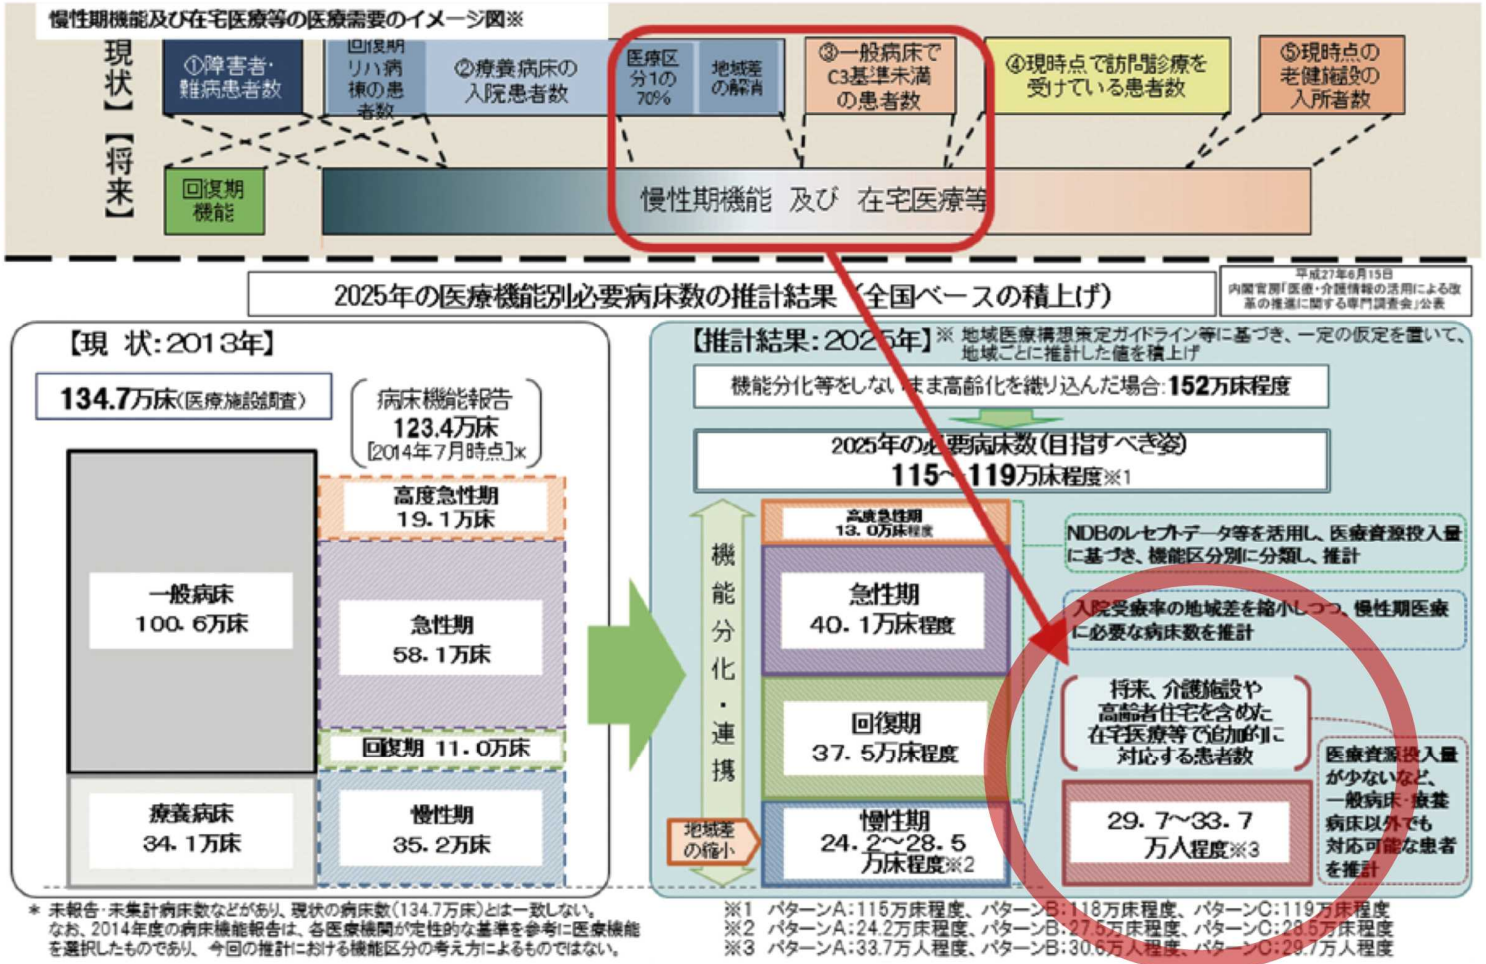 慢性期機能及び在宅医療等の医療需要のイメージ図※
現状】
①障害者・
難病患者数
回復期
リハ病
棟の患
者数
②療養病床の
入院患者数
医療区
分1の
70%
地域差
の解消
③一般病床で
C3基準未満
の患者数
④現時点で訪問診療を
受けている患者数
⑤現時点の
老健施設の
入所者数
【将来】
回復期
機能
慢性期機能 及び 在宅医療等
2025年の医療機能別必要病床数の推計結果(全国ベースの積上げ)
平成27年6月15日
内閣官房「医療・介護情報の活用による改
革の推進に関する専門調査会」公表
【現 状:2013年】
134.7万床(医療施設調査)
病床機能報告
123.4万床
[2014年7月時点]*
一般病床
100.6万床
療養病床
34.1万床
高度急性期
19.1万床
急性期
58.1万床
回復期 11.0万床
慢性期
35.2万床
【推計結果:2025年】※ 地域医療構想策定ガイドライン等に基づき、一定の仮定を置いて、
地域ごとに推計した値を積上げ
機能分化等をしないまま高齢化を織り込んだ場合:152万床程度
2025年の必要病床数(目指すべき姿)
115~119万床程度※1
機能分化・連携
地域差
の縮小
高度急性期
13.0万床程度
急性期
40.1万床程度
回復期
37.5万床程度
慢性期
24.2~28.5
万床程度※2
NDBのレセプトデータ等を活用し、医療資源投入量
に基づき、機能区分別に分類し、推計
入院受療率の地域差を縮小しつつ、慢性期医療
に必要な病床数を推計
将来、介護施設や
高齢者住宅を含めた
在宅医療等で追加的に
対応する患者数
29.7~33.7
万人程度※3
医療資源投入量
が少ないなど、
一般病床・療養
病床以外でも
対応可能な患者
を推計
* 未報告・未集計病床数などがあり、現状の病床数(134.7万床)とは一致しない。
なお、2014年度の病床機能報告は、各医療機関が定性的な基準を参考に医療機能
を選択したものであり、今回の推計における機能区分の考え方によるものではない。
※1 パターンA:115万床程度、パターンB:118万床程度、パターンC:119万床程度
※2 パターンA:24.2万床程度、パターンB:27.5万床程度、パターンC:28.5万床程度
※3 パターンA:33.7万人程度、パターンB:30.6万人程度、パターンC:29.7万人程度